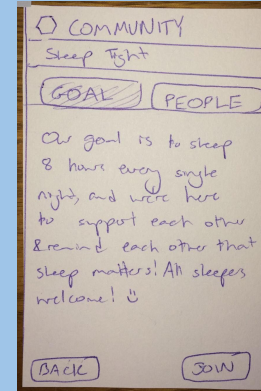 COMMUNITY
Sleep Tight
GOAL PEOPLE
Our goal is to sleep
8 hours every single
night, and we're here
to support each other
& remind each other that
sleep matters! All sleepers
welcome!
BACK JOIN